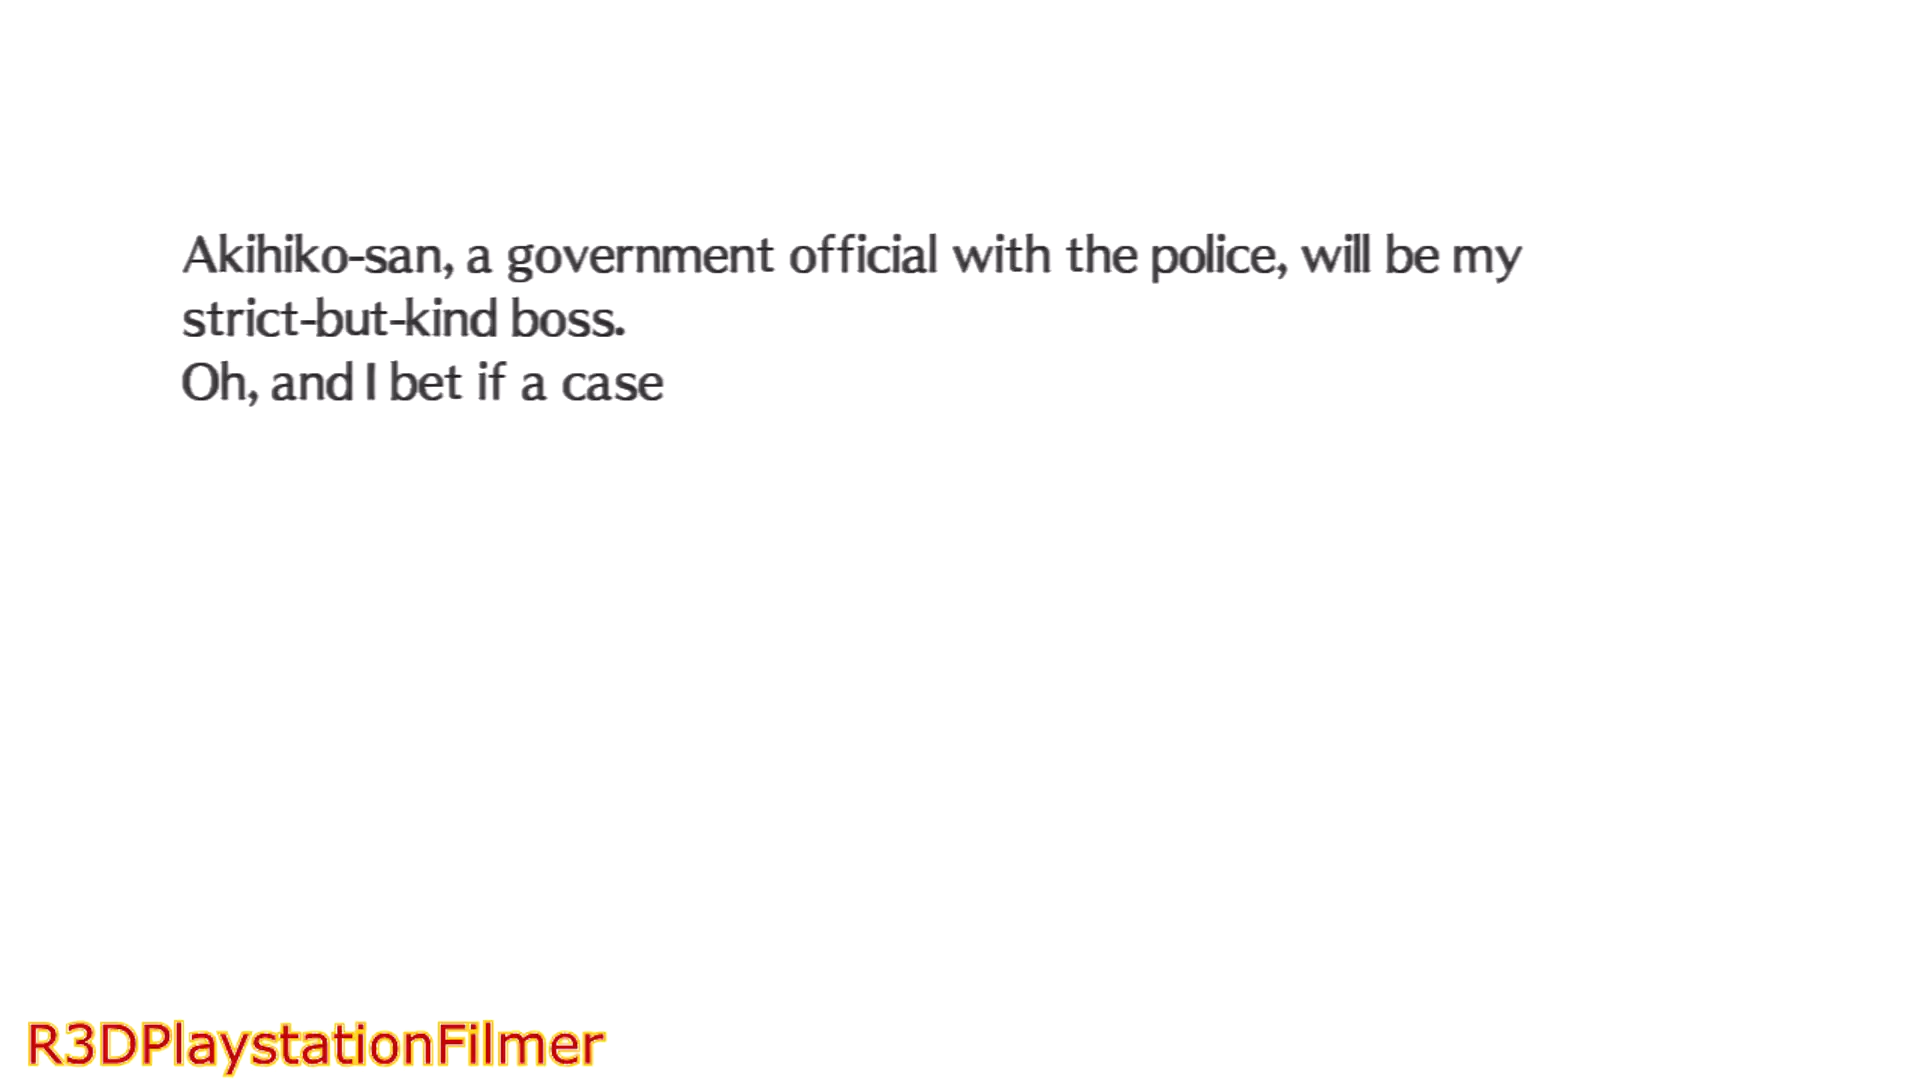 Akihiko-san, a government official with the police, will be my
strict-but-kind boss.
Oh, and I bet if a case
R3DPlaystationFilmer